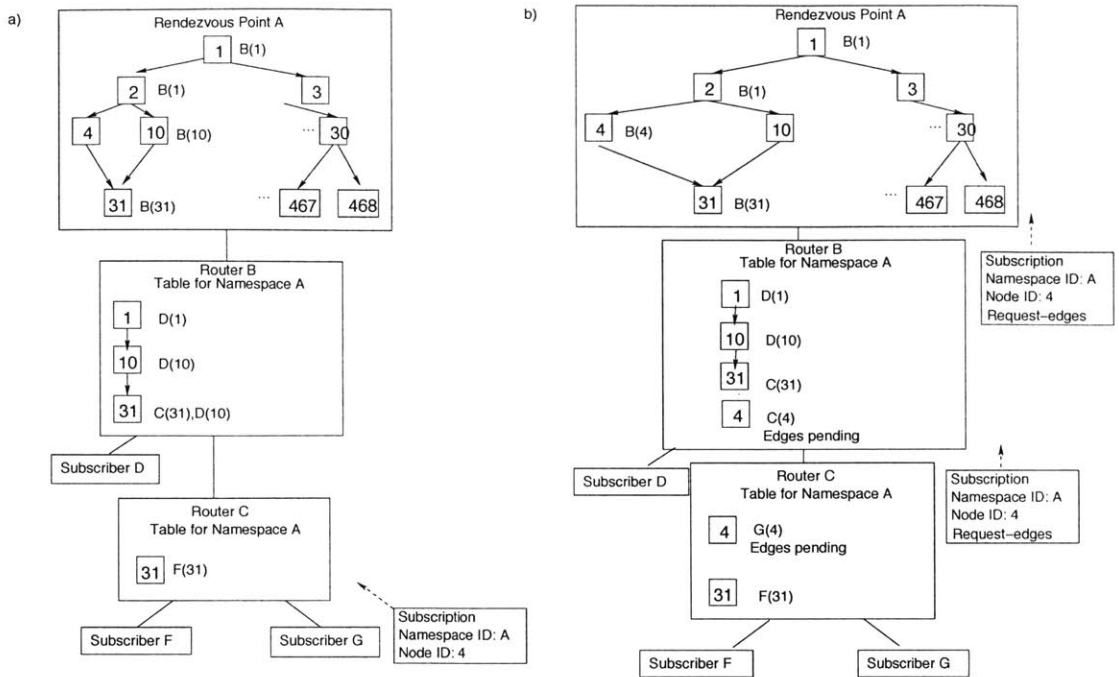 a)
Rendezvous Point A
1 B(1)
2 B(1) 3
4 10 B(10) ... 30
31 B(31) ... 467 468
Router B
Table for Namespace A
1 D(1)
10 D(10)
31 C(31),D(10)
Subscriber D
Router C
Table for Namespace A
31 F(31)
Subscriber F
Subscriber G
Subscription
Namespace ID: A
Node ID: 4
b)
Rendezvous Point A
1 B(1)
2 B(1) 3
4 B(4) 10 ... 30
31 B(31) ... 467 468
Subscription
Namespace ID: A
Node ID: 4
Request-edges
Router B
Table for Namespace A
1 D(1)
10 D(10)
31 C(31)
4 C(4)
Edges pending
Subscriber D
Subscription
Namespace ID: A
Node ID: 4
Request-edges
Router C
Table for Namespace A
4 G(4)
Edges pending
31 F(31)
Subscriber F
Subscriber G